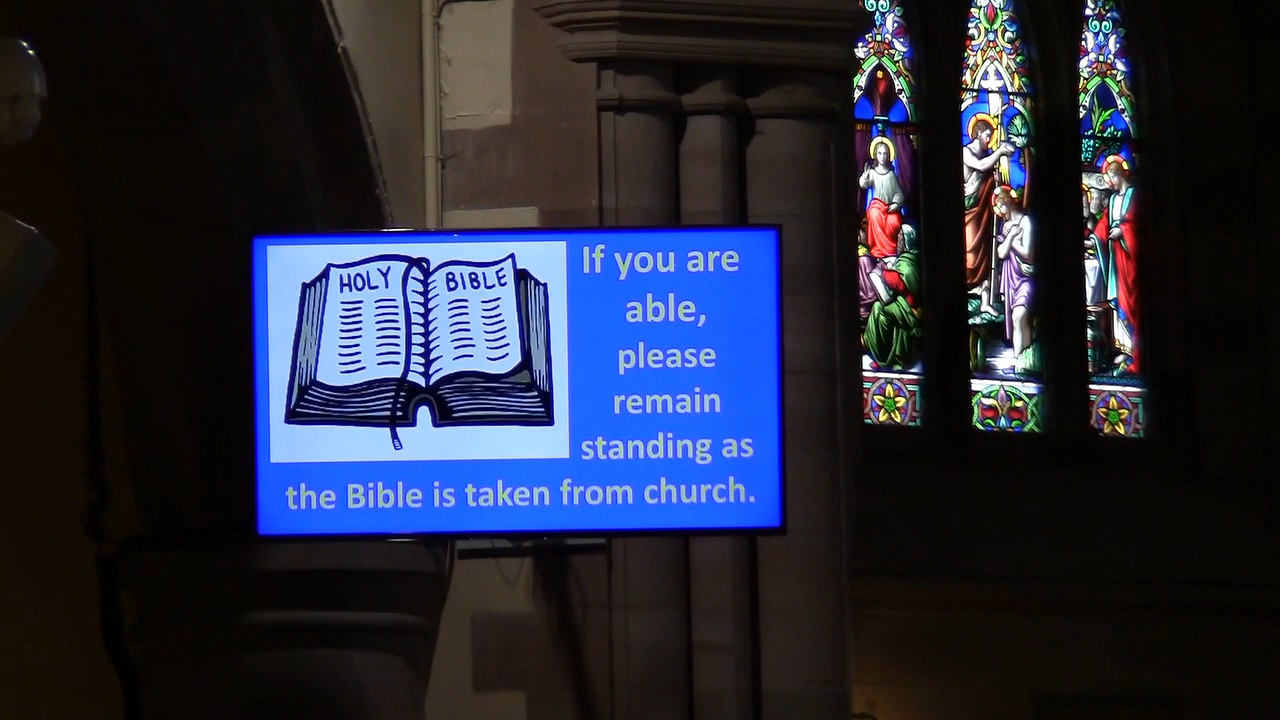 HOLY BIBLE
If you are
able,
please
remain
standing as
the Bible is taken from church.